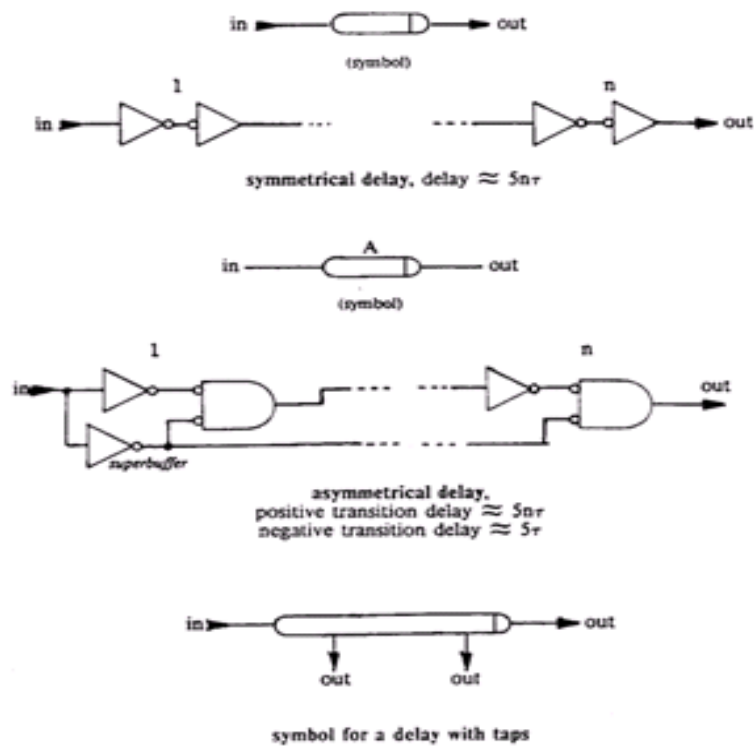 in out
(symbol)
1 n
in out
symmetrical delay, delay ≈ 5nτ
A
in out
(symbol)
1 n
in out
superbuffer
asymmetrical delay,
positive transition delay ≈ 5nτ
negative transition delay ≈ 5τ
in out
out out
symbol for a delay with taps